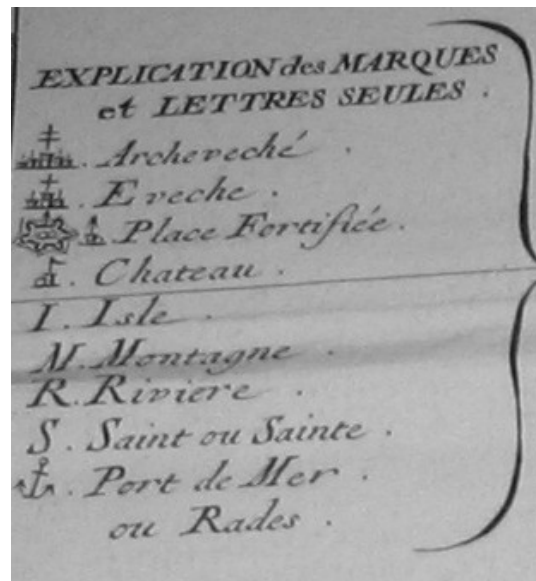 EXPLICATION des MARQUES
et LETTRES SEULES .
. Archeveché .
. Eveche .
. Place Fortifiée .
. Chateau .
I . Isle .
M . Montagne .
R . Riviere .
S . Saint ou Sainte .
. Port de Mer
ou Rades .